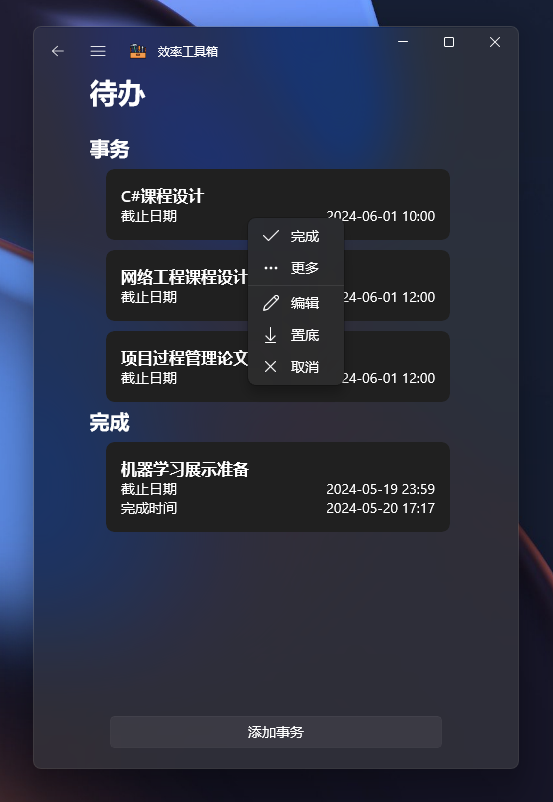 效率工具箱
待办
事务
C#课程设计
截止日期 2024-06-01 10:00
完成
更多
网络工程课程设计
截止日期 24-06-01 12:00
编辑
置底
取消
项目过程管理论文
截止日期 24-06-01 12:00
完成
机器学习展示准备
截止日期 2024-05-19 23:59
完成时间 2024-05-20 17:17
添加事务